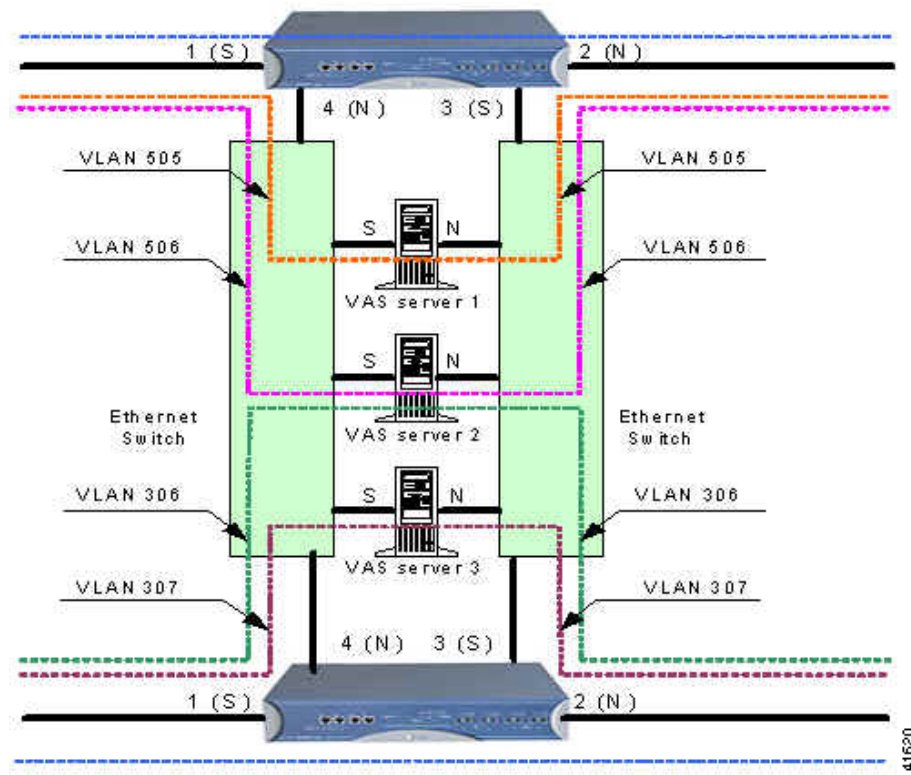 1 (S) 2 (N)
4 (N) 3 (S)
VLAN 505 VLAN 505
S N
VLAN 506 VLAN 506
VAS server 1
S N
Ethernet Switch
Ethernet Switch
VAS server 2
VLAN 306 VLAN 306
S N
VAS server 3
VLAN 307 VLAN 307
4 (N) 3 (S)
1 (S) 2 (N)